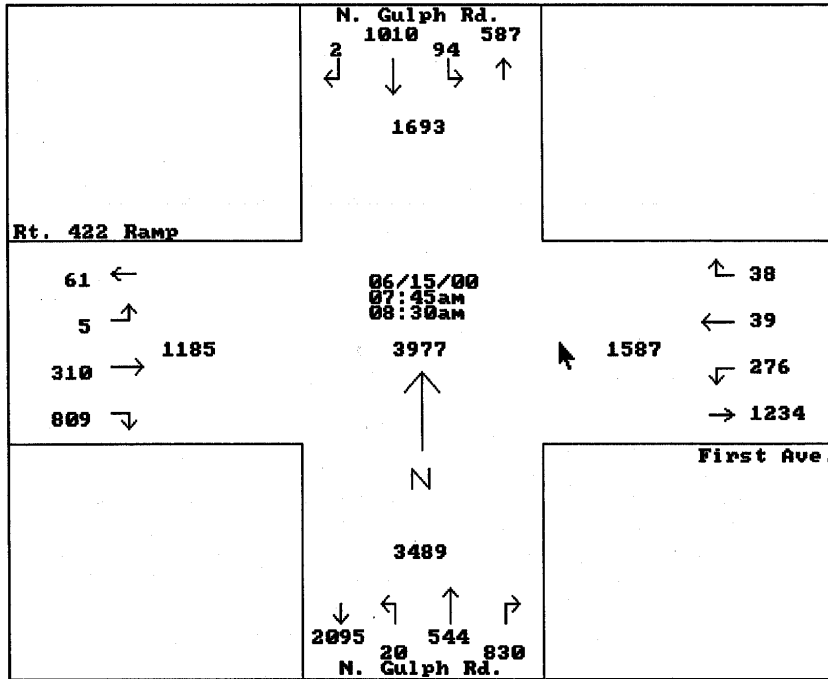 N. Gulph Rd.
2 1010 94 587
1693
Rt. 422 Ramp
61
5
310
809
1185
06/15/00
07:45am
08:30am
3977
1587
38
39
276
1234
First Ave.
N
3489
2095 20 544 830
N. Gulph Rd.